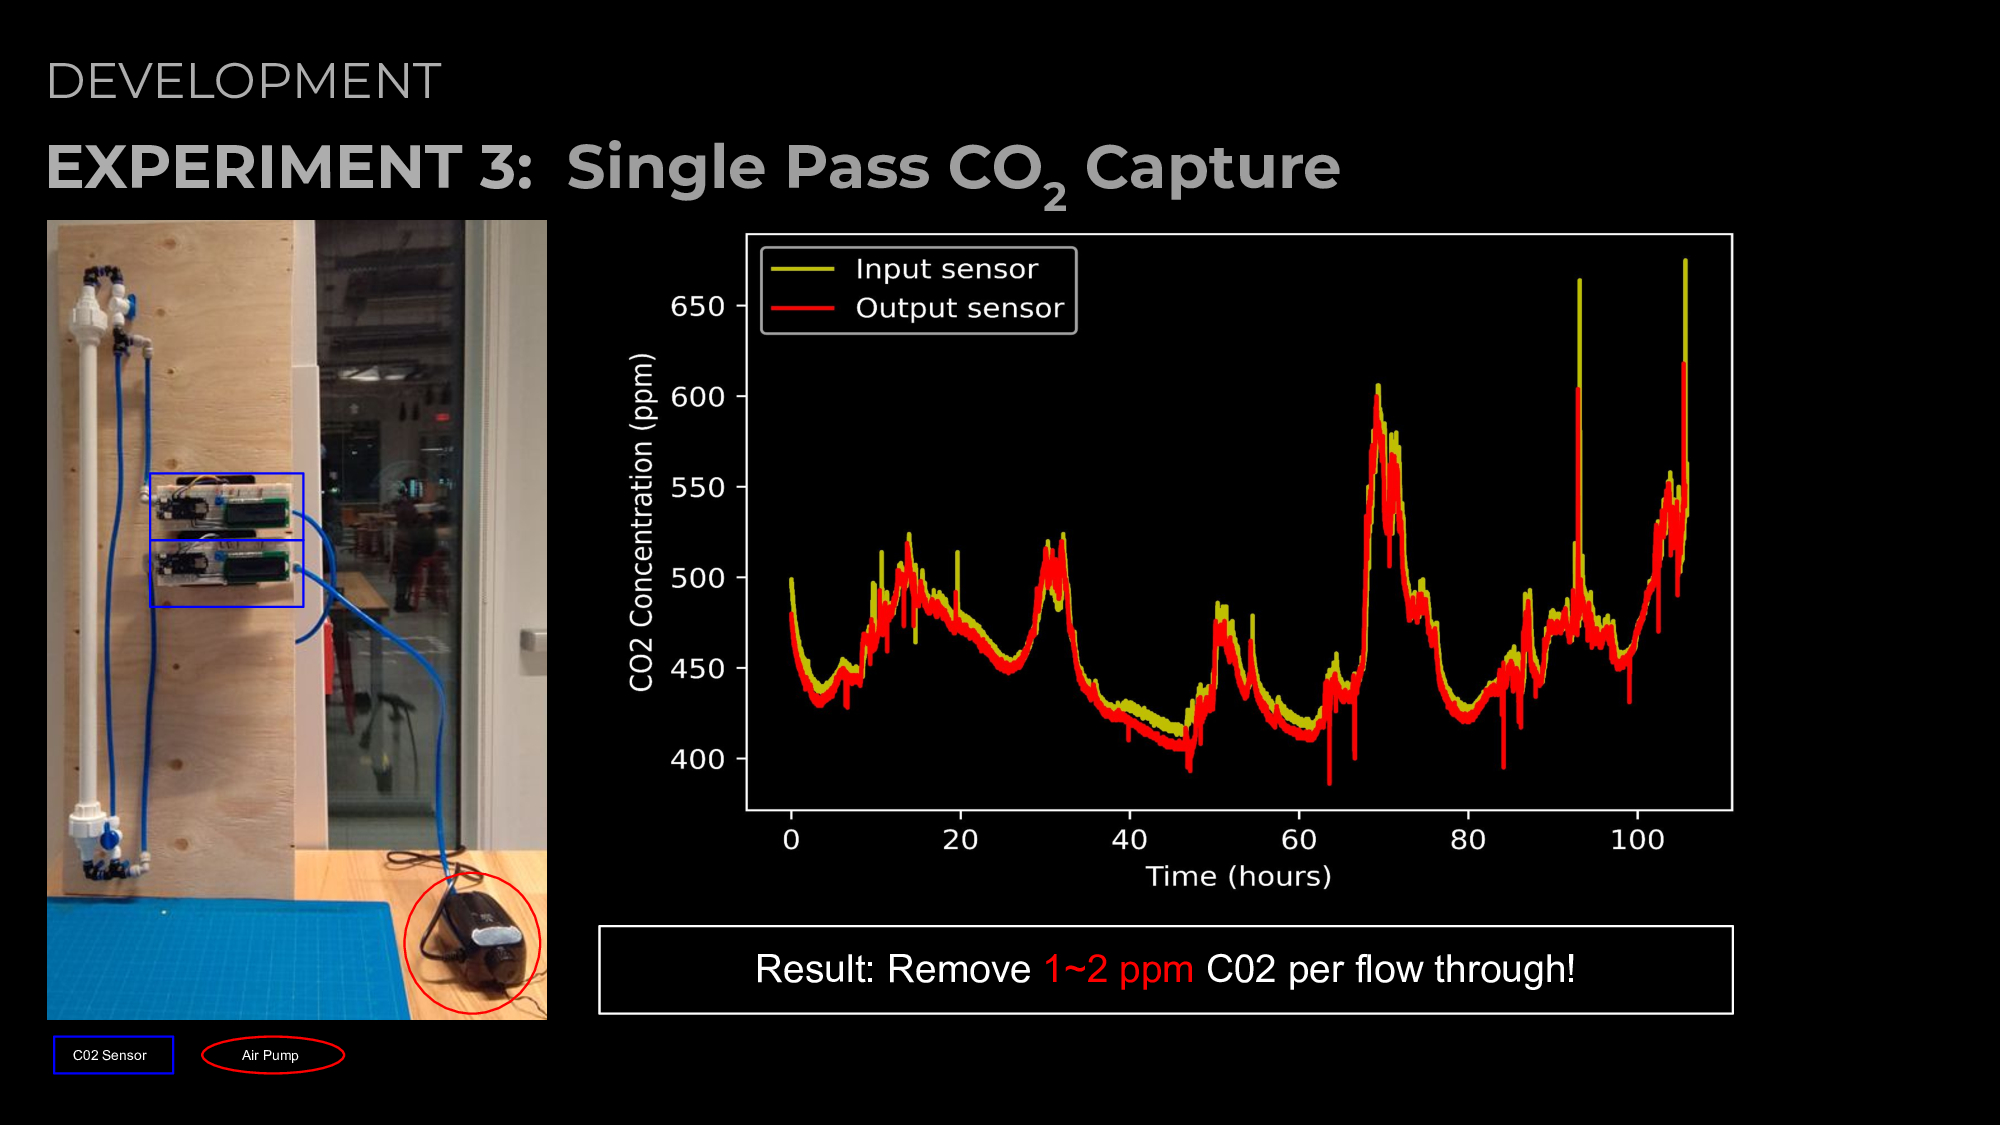 DEVELOPMENT
EXPERIMENT 3: Single Pass CO₂ Capture
Input sensor
Output sensor
CO2 Concentration (ppm)
650
600
550
500
450
400
0 20 40 60 80 100
Time (hours)
Result: Remove 1~2 ppm C02 per flow through!
C02 Sensor
Air Pump